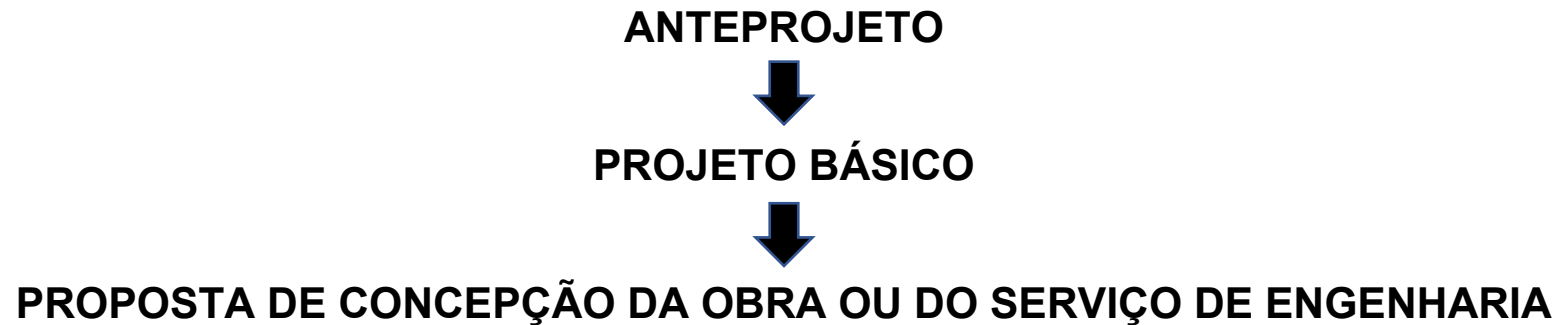 ANTEPROJETO
PROJETO BÁSICO
PROPOSTA DE CONCEPÇÃO DA OBRA OU DO SERVIÇO DE ENGENHARIA